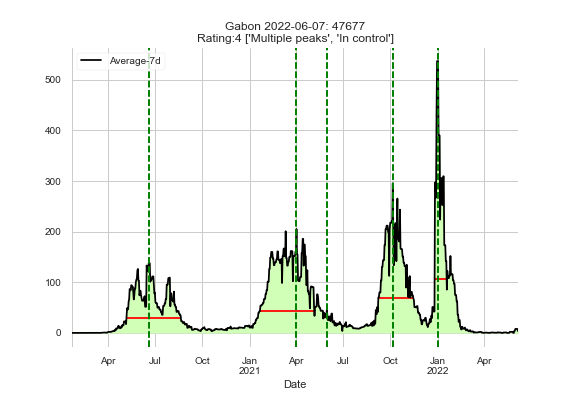 Gabon 2022-06-07: 47677
Rating:4 ['Multiple peaks', 'In control']
Average-7d
500
400
300
200
100
0
Apr Jul Oct Jan Apr Jul Oct Jan Apr
2021 2022
Date